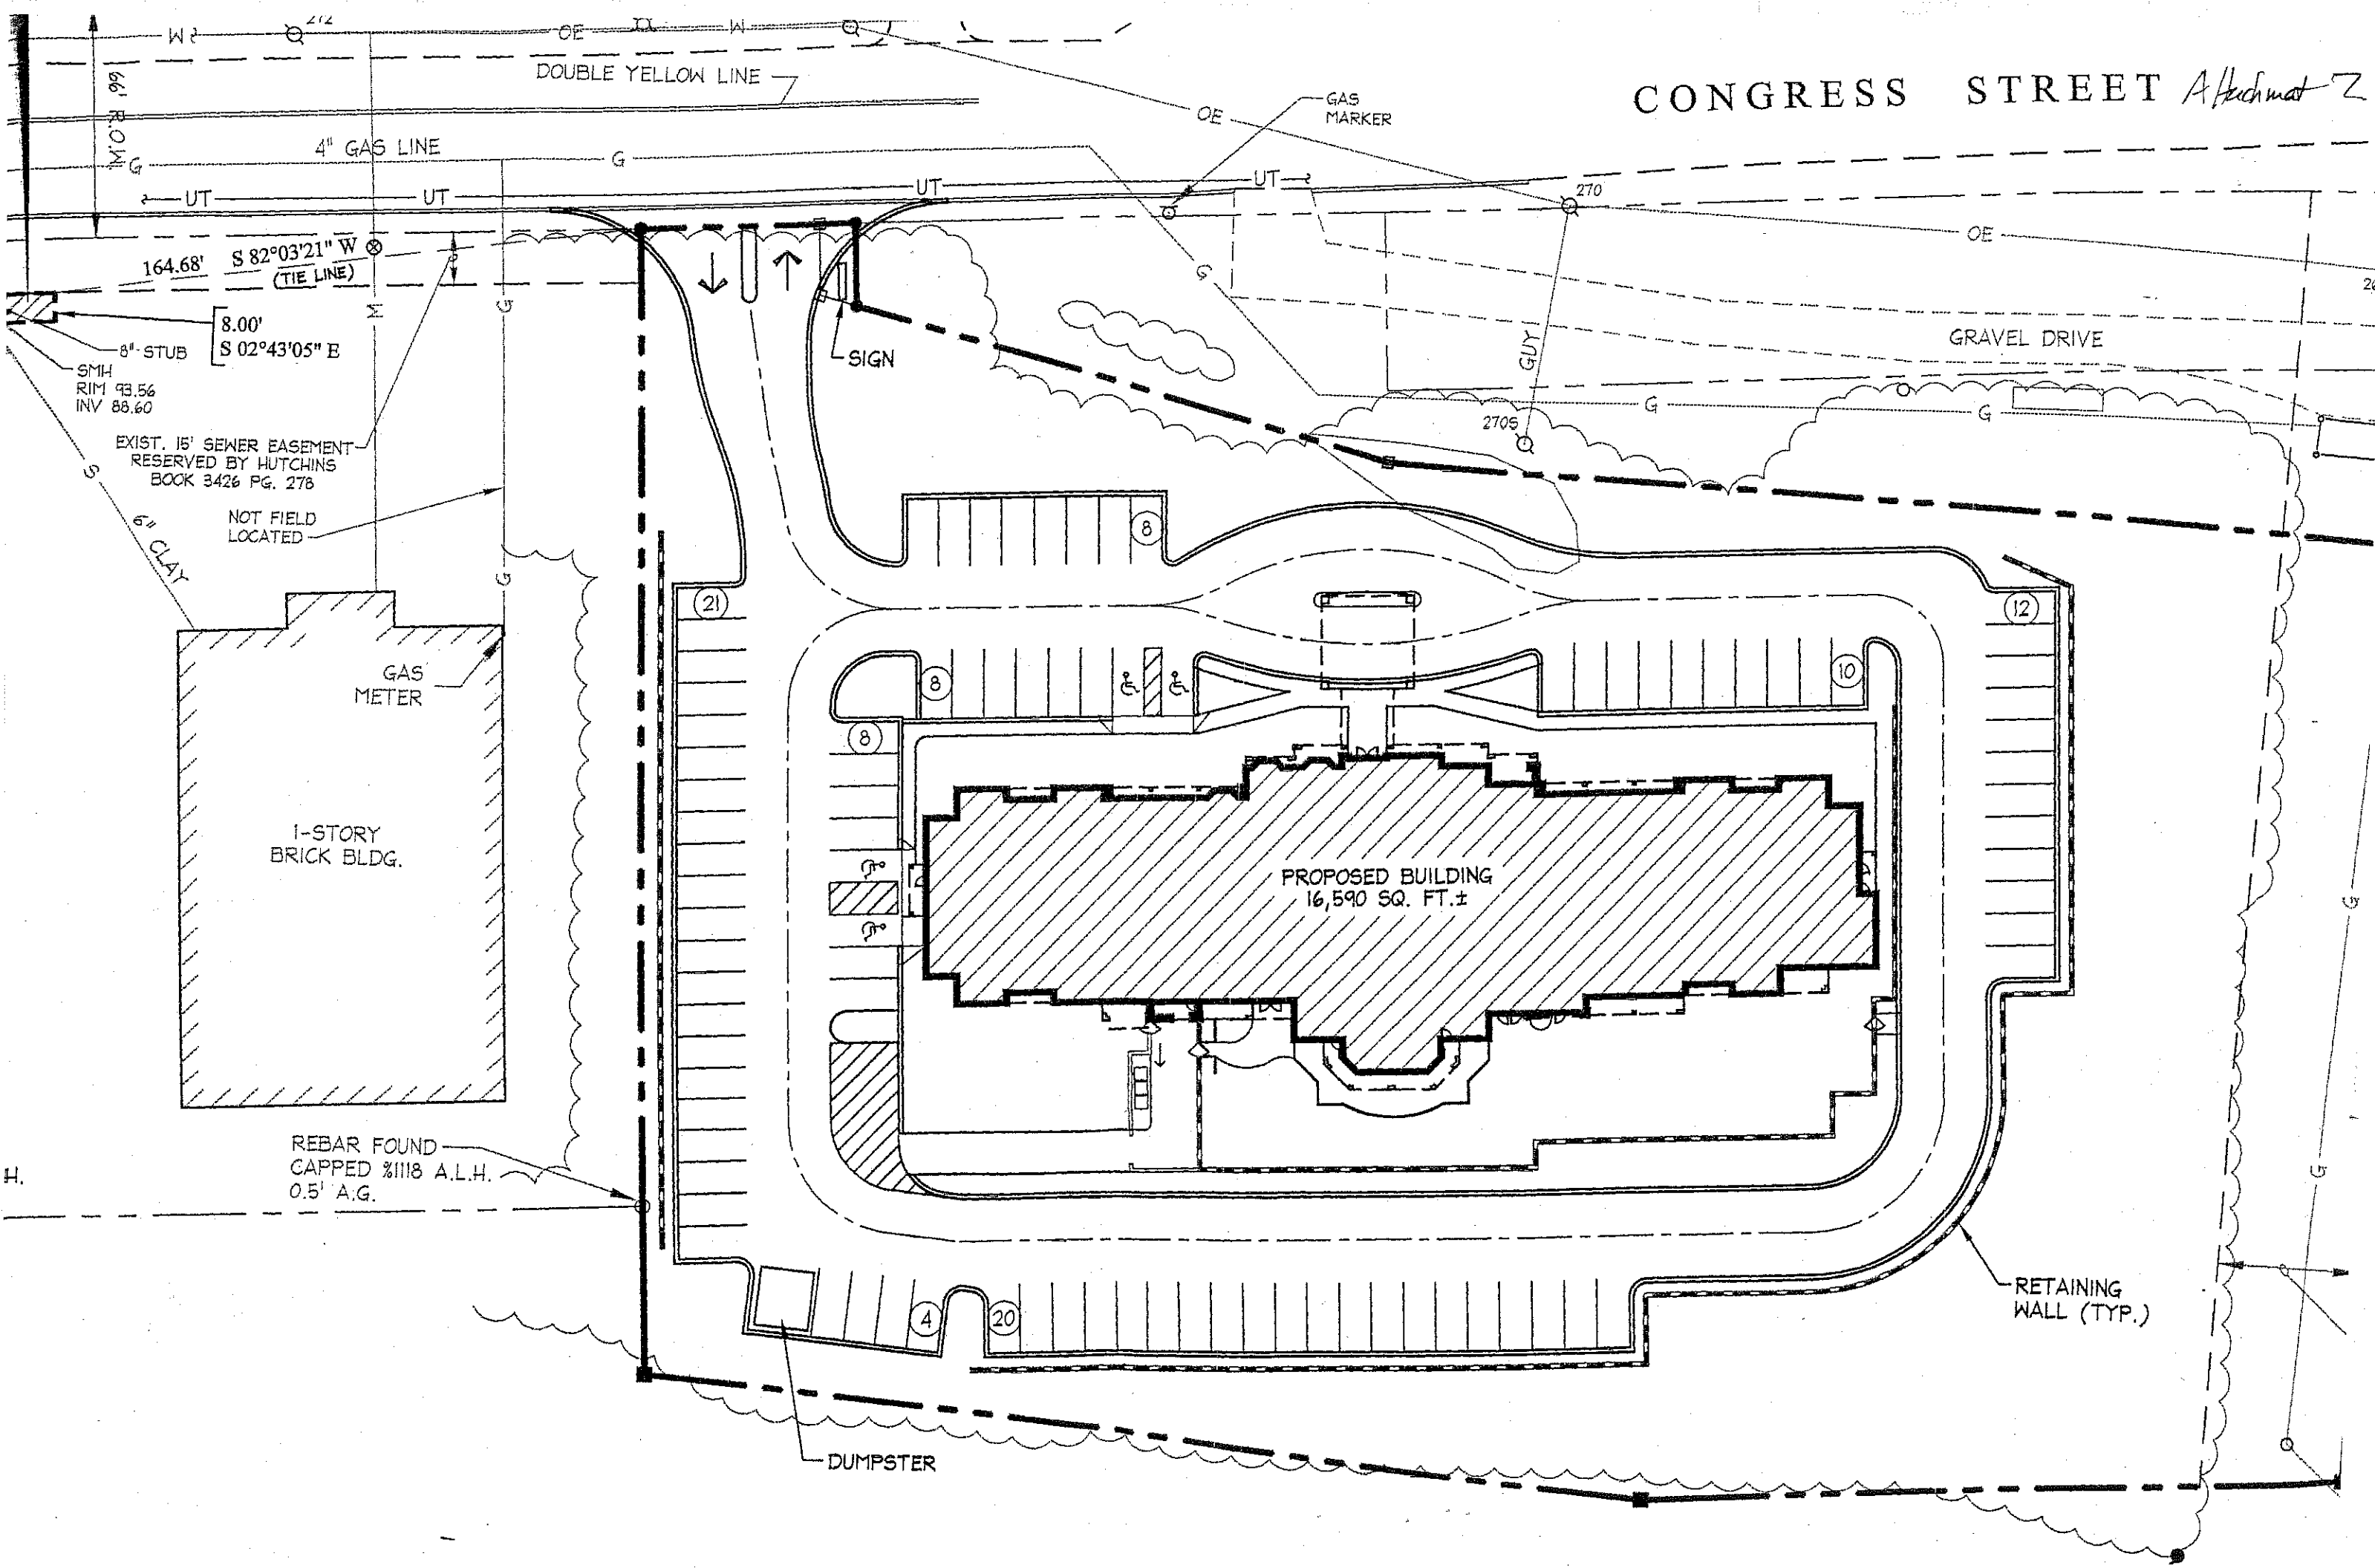 W
272
OE
W
DOUBLE YELLOW LINE
66' R.O.W.
GAS
MARKER
OE
CONGRESS STREET
4" GAS LINE
G
G
UT
UT
UT
UT
270
OE
164.68' S 82°03'21" W
(TIE LINE)
G
W
G
8.00'
S 02°43'05" E
8" STUB
SMH
RIM 93.56
INV 88.60
SIGN
GUY
GRAVEL DRIVE
G
G
270S
EXIST. 15' SEWER EASEMENT
RESERVED BY HUTCHINS
BOOK 3426 PG. 278
S
6" CLAY
NOT FIELD
LOCATED
8
G
21
12
GAS
METER
8
10
8
1-STORY
BRICK BLDG.
PROPOSED BUILDING
16,590 SQ. FT.±
G
REBAR FOUND
CAPPED %1118 A.L.H.
0.5' A.G.
H.
G
RETAINING
WALL (TYP.)
4
20
DUMPSTER